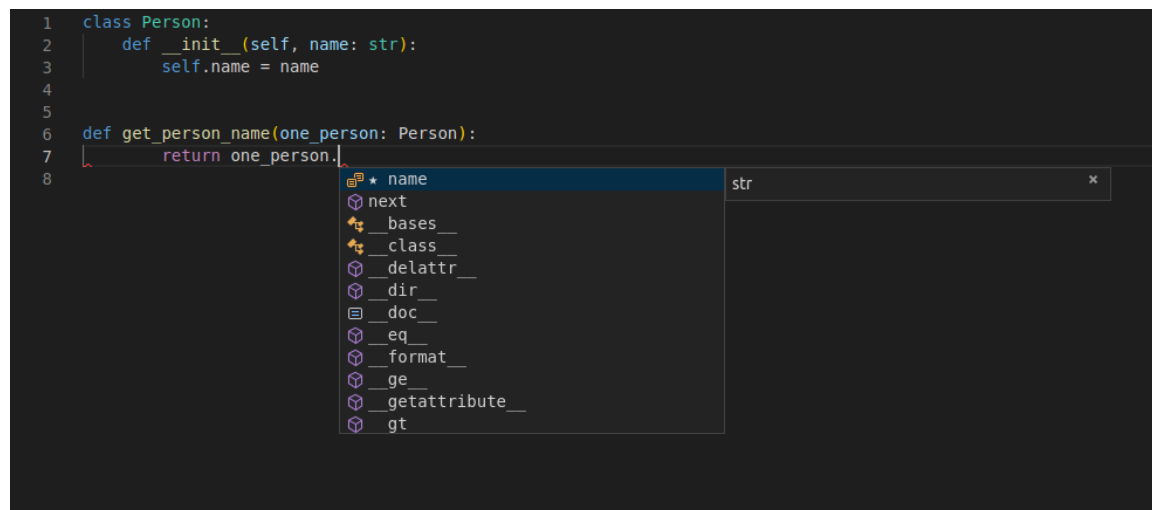 1 class Person:
2 def __init__(self, name: str):
3 self.name = name
4
5
6 def get_person_name(one_person: Person):
7 return one_person.
8
★ name
str ×
next
__bases__
__class__
__delattr__
__dir__
__doc__
__eq__
__format__
__ge__
__getattribute__
__gt__